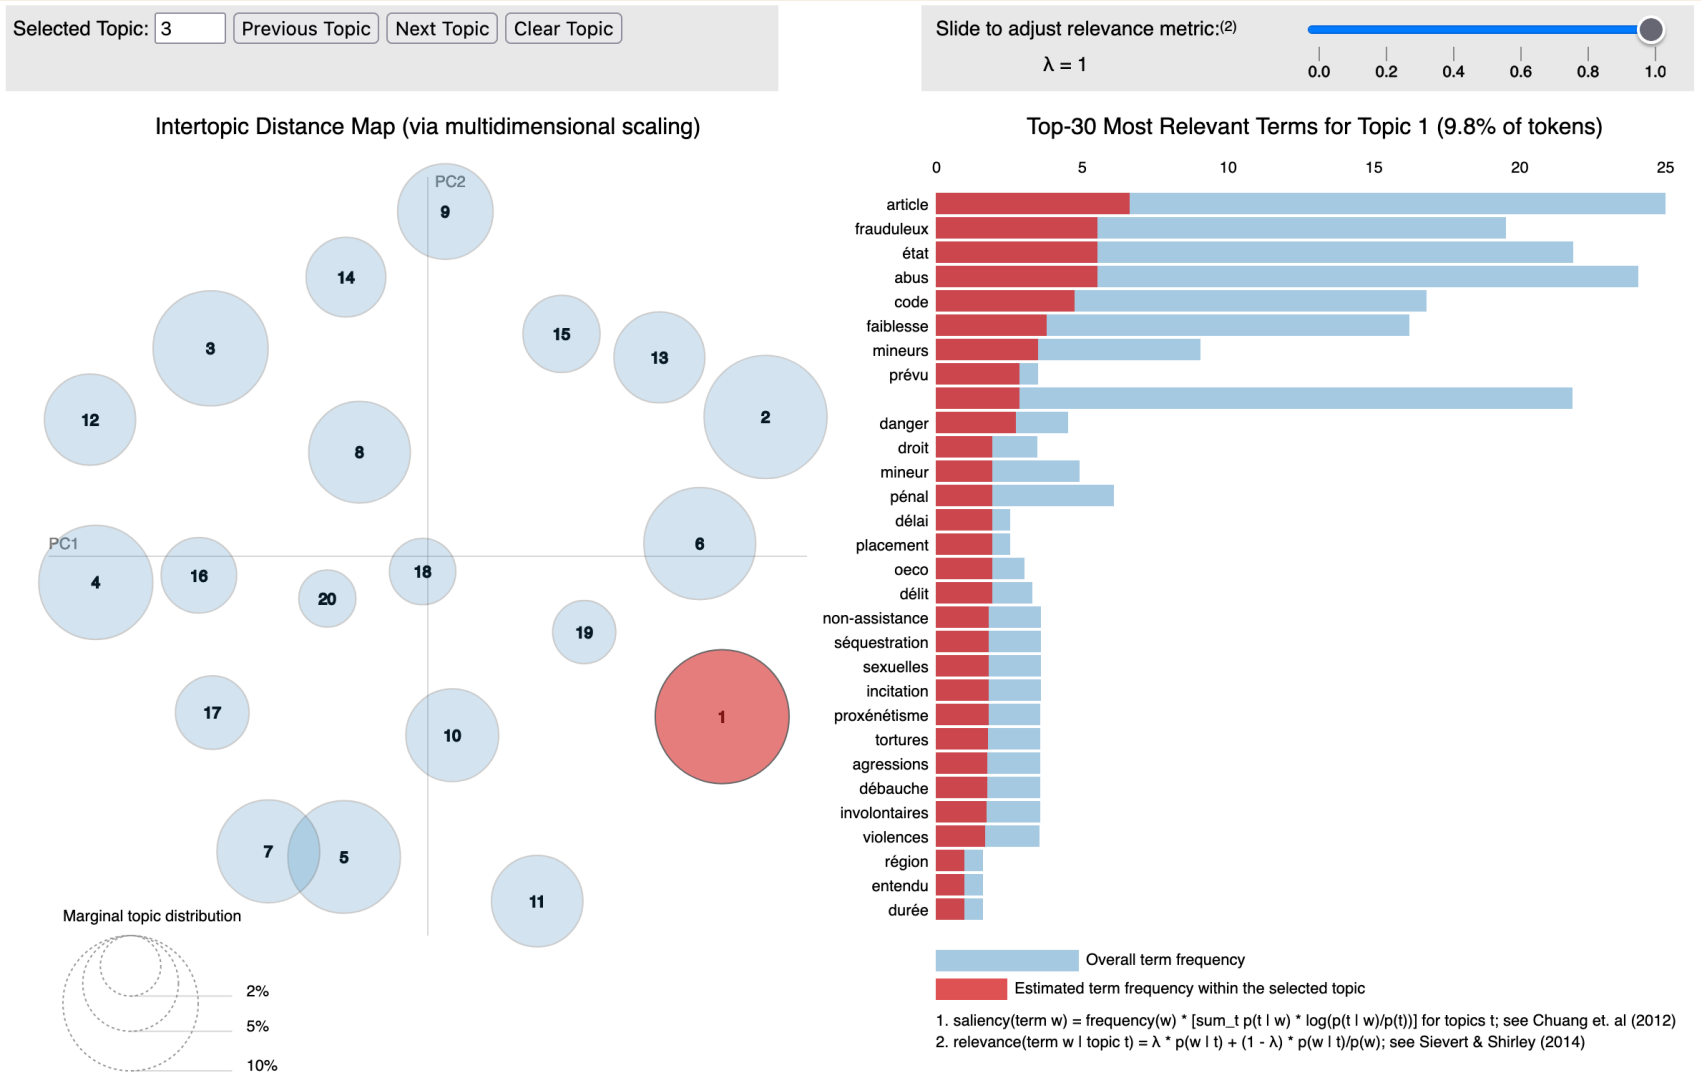 Selected Topic: 3 Previous Topic Next Topic Clear Topic
Slide to adjust relevance metric:(2)
λ = 1
0.0 0.2 0.4 0.6 0.8 1.0
Intertopic Distance Map (via multidimensional scaling)
PC2
9
14
15
3
13
12
2
8
6
PC1
4
16
18
20
19
17
1
10
7
5
11
Marginal topic distribution
2%
5%
10%
Top-30 Most Relevant Terms for Topic 1 (9.8% of tokens)
0 5 10 15 20 25
article
frauduleux
état
abus
code
faiblesse
mineurs
prévu
danger
droit
mineur
pénal
délai
placement
oeco
délit
non-assistance
séquestration
sexuelles
incitation
proxénétisme
tortures
agressions
débauche
involontaires
violences
région
entendu
durée
Overall term frequency
Estimated term frequency within the selected topic
1. saliency(term w) = frequency(w) * [sum_t p(t | w) * log(p(t | w)/p(t))] for topics t; see Chuang et. al (2012)
2. relevance(term w | topic t) = λ * p(w | t) + (1 - λ) * p(w | t)/p(w); see Sievert & Shirley (2014)